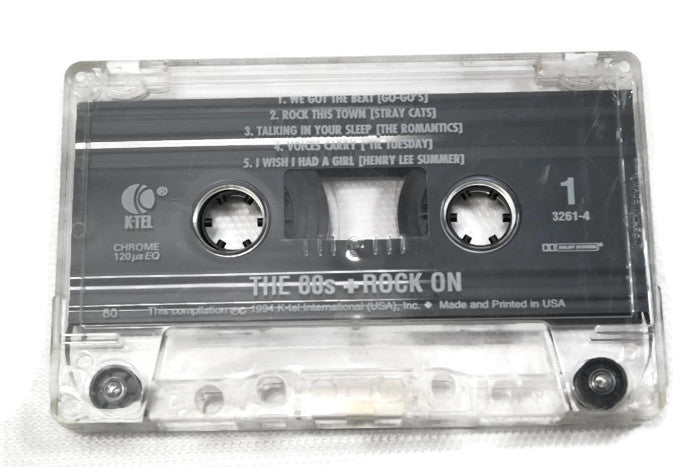 1. WE GOT THE BEAT [GO-GO'S]
2. ROCK THIS TOWN [STRAY CATS]
3. TALKING IN YOUR SLEEP [THE ROMANTICS]
4. VOICES CARRY ['TIL TUESDAY]
5. I WISH I HAD A GIRL [HENRY LEE SUMMER]
K
K-TEL ®
1
3261-4
CHROME
120 µs EQ
DOLBY SYSTEM ®
THE 80s + ROCK ON
80
This compilation ℗© 1994 K-tel International (USA), Inc. ◆ Made and Printed in USA